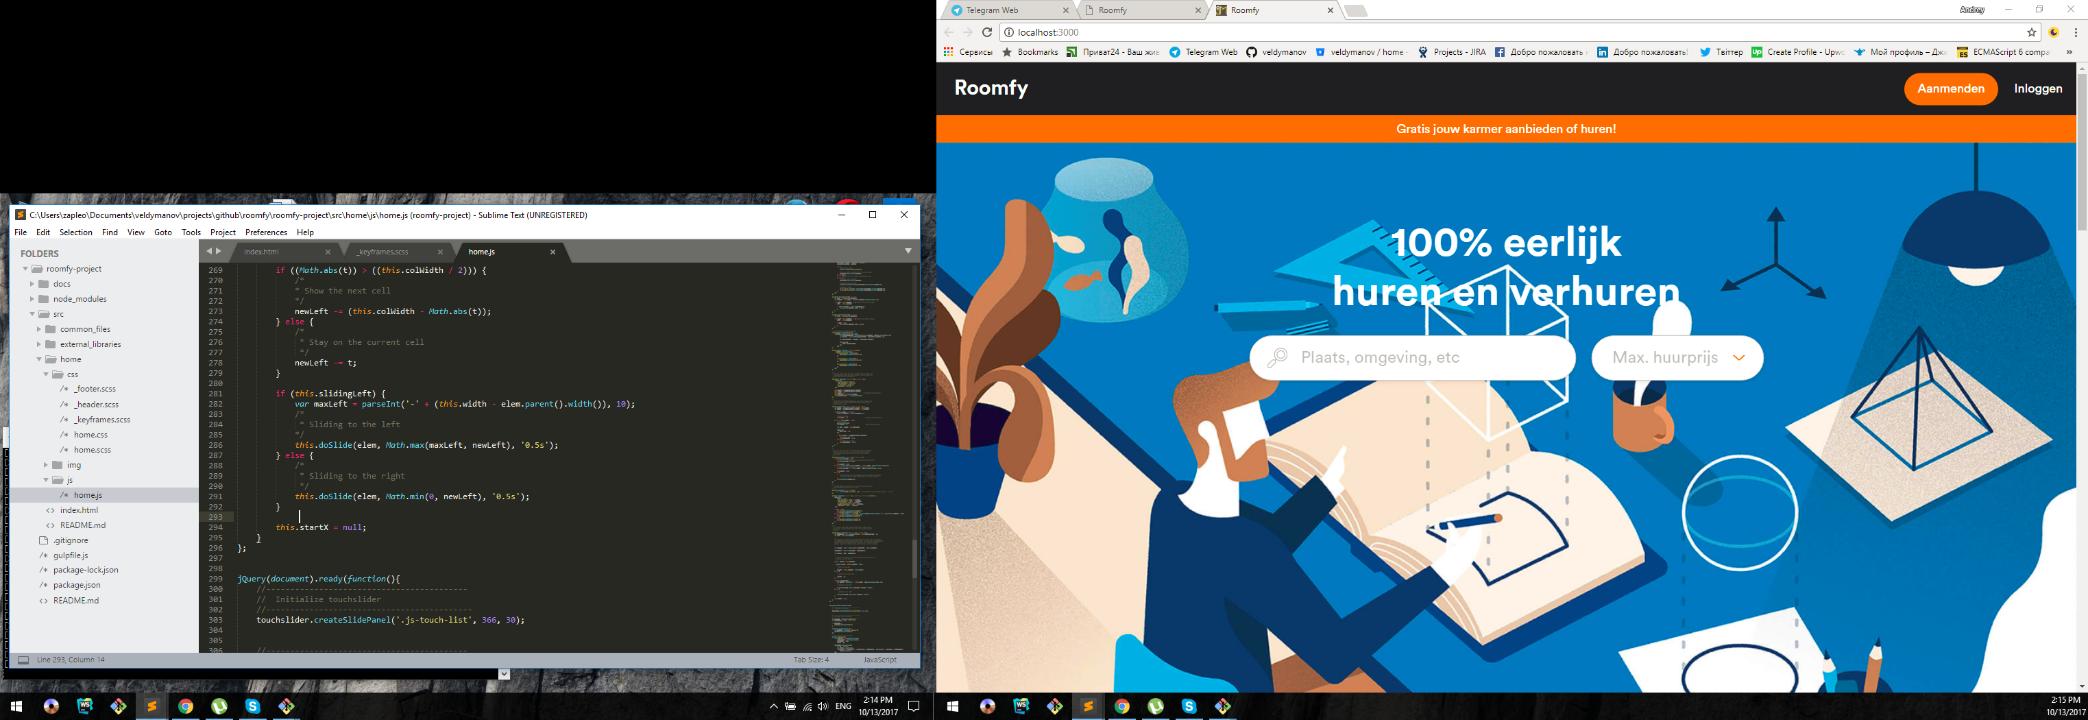 C:\Users\zapleo\Documents\veldymanov\projects\github\roomfy\roomfy-project\src\home\js\home.js (roomfy-project) - Sublime Text (UNREGISTERED)
File Edit Selection Find View Goto Tools Project Preferences Help
FOLDERS
roomfy-project
docs
node_modules
src
common_files
external_libraries
home
css
_footer.scss
_header.scss
_keyframes.scss
home.css
home.scss
img
js
home.js
index.html
README.md
.gitignore
gulpfile.js
package-lock.json
package.json
README.md
index.html
_keyframes.scss
home.js
269 if ((Math.abs(t)) > ((this.colWidth / 2))) {
270 /*
271 * Show the next cell
272 */
273 newLeft -= (this.colWidth - Math.abs(t));
274 } else {
275 /*
276 * Stay on the current cell
277 */
278 newLeft -= t;
279 }
280
281 if (this.slidingLeft) {
282 var maxLeft = parseInt('-' + (this.width - elem.parent().width()), 10);
283 /*
284 * Sliding to the left
285 */
286 this.doSlide(elem, Math.max(maxLeft, newLeft), '0.5s');
287 } else {
288 /*
289 * Sliding to the right
290 */
291 this.doSlide(elem, Math.min(0, newLeft), '0.5s');
292 }
293
294 this.startX = null;
295 }
296 };
297
298
299 jQuery(document).ready(function(){
300 //------------------------------------------
301 // Initialize touchslider
302 //------------------------------------------
303 touchslider.createSlidePanel('.js-touch-list', 366, 30);
304
305
306 //------------------------------------------
Line 293, Column 14
Tab Size: 4
JavaScript
ENG
2:14 PM
10/13/2017
Telegram Web
Roomfy
Roomfy
Andrey
localhost:3000
Сервисы
Bookmarks
Приват24 - Ваш жиз
Telegram Web
veldymanov
veldymanov / home
Projects - JIRA
Добро пожаловать
Добро пожаловать!
Твіттер
Create Profile - Upwo
Мой профиль – Джи
ECMAScript 6 compa
Roomfy
Aanmenden
Inloggen
Gratis jouw karmer aanbieden of huren!
100% eerlijk
huren en verhuren
Plaats, omgeving, etc
Max. huurprijs
2:15 PM
10/13/2017